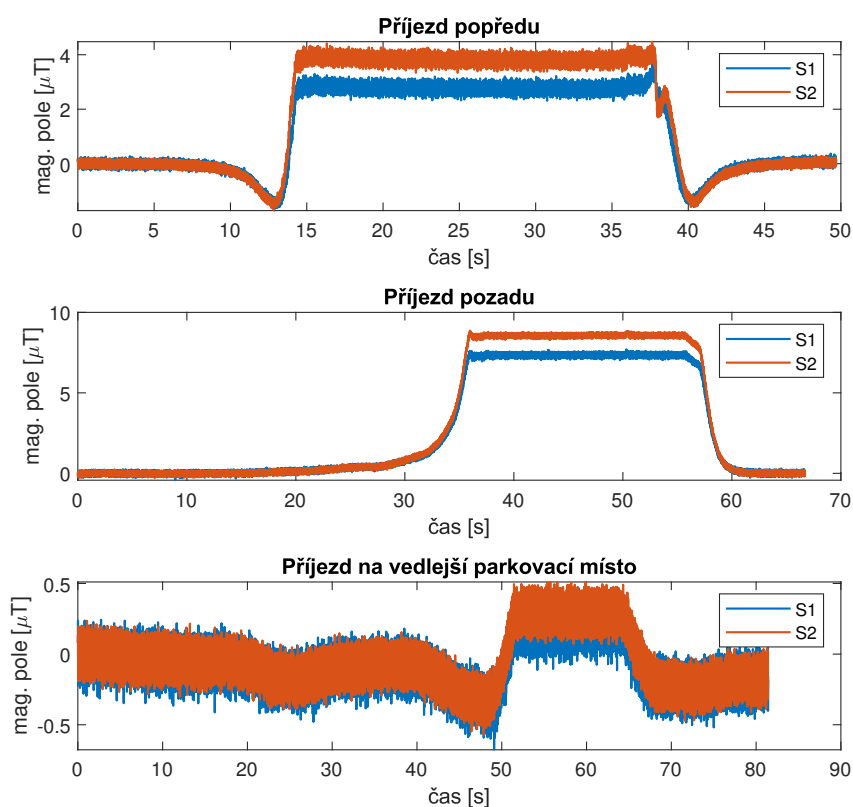 Příjezd popředu
mag. pole [μT]
4
2
0
S1
S2
0 5 10 15 20 25 30 35 40 45 50
čas [s]
Příjezd pozadu
mag. pole [μT]
10
5
0
S1
S2
0 10 20 30 40 50 60 70
čas [s]
Příjezd na vedlejší parkovací místo
mag. pole [μT]
0.5
0
-0.5
S1
S2
0 10 20 30 40 50 60 70 80 90
čas [s]